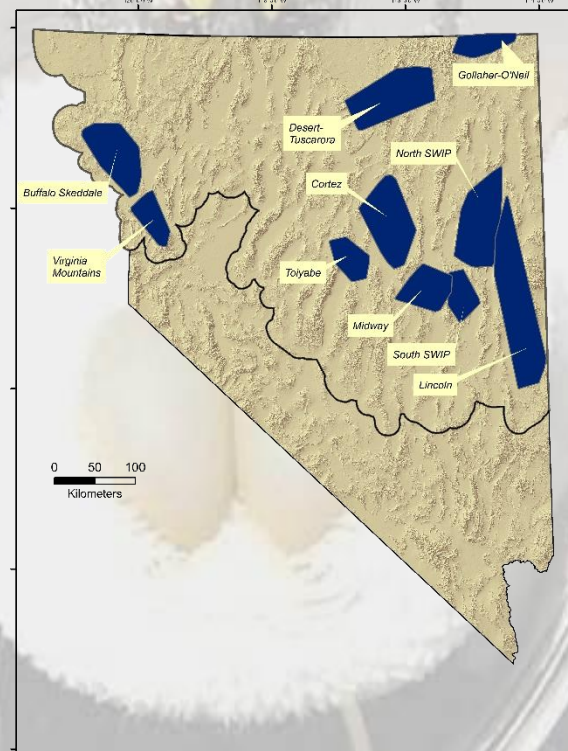 Gollaher-O'Neil
Desert-
Tuscarora
North SWIP
Cortez
Buffalo Skeddale
Virginia
Mountains
Toiyabe
Midway
South SWIP
Lincoln
0 50 100
Kilometers